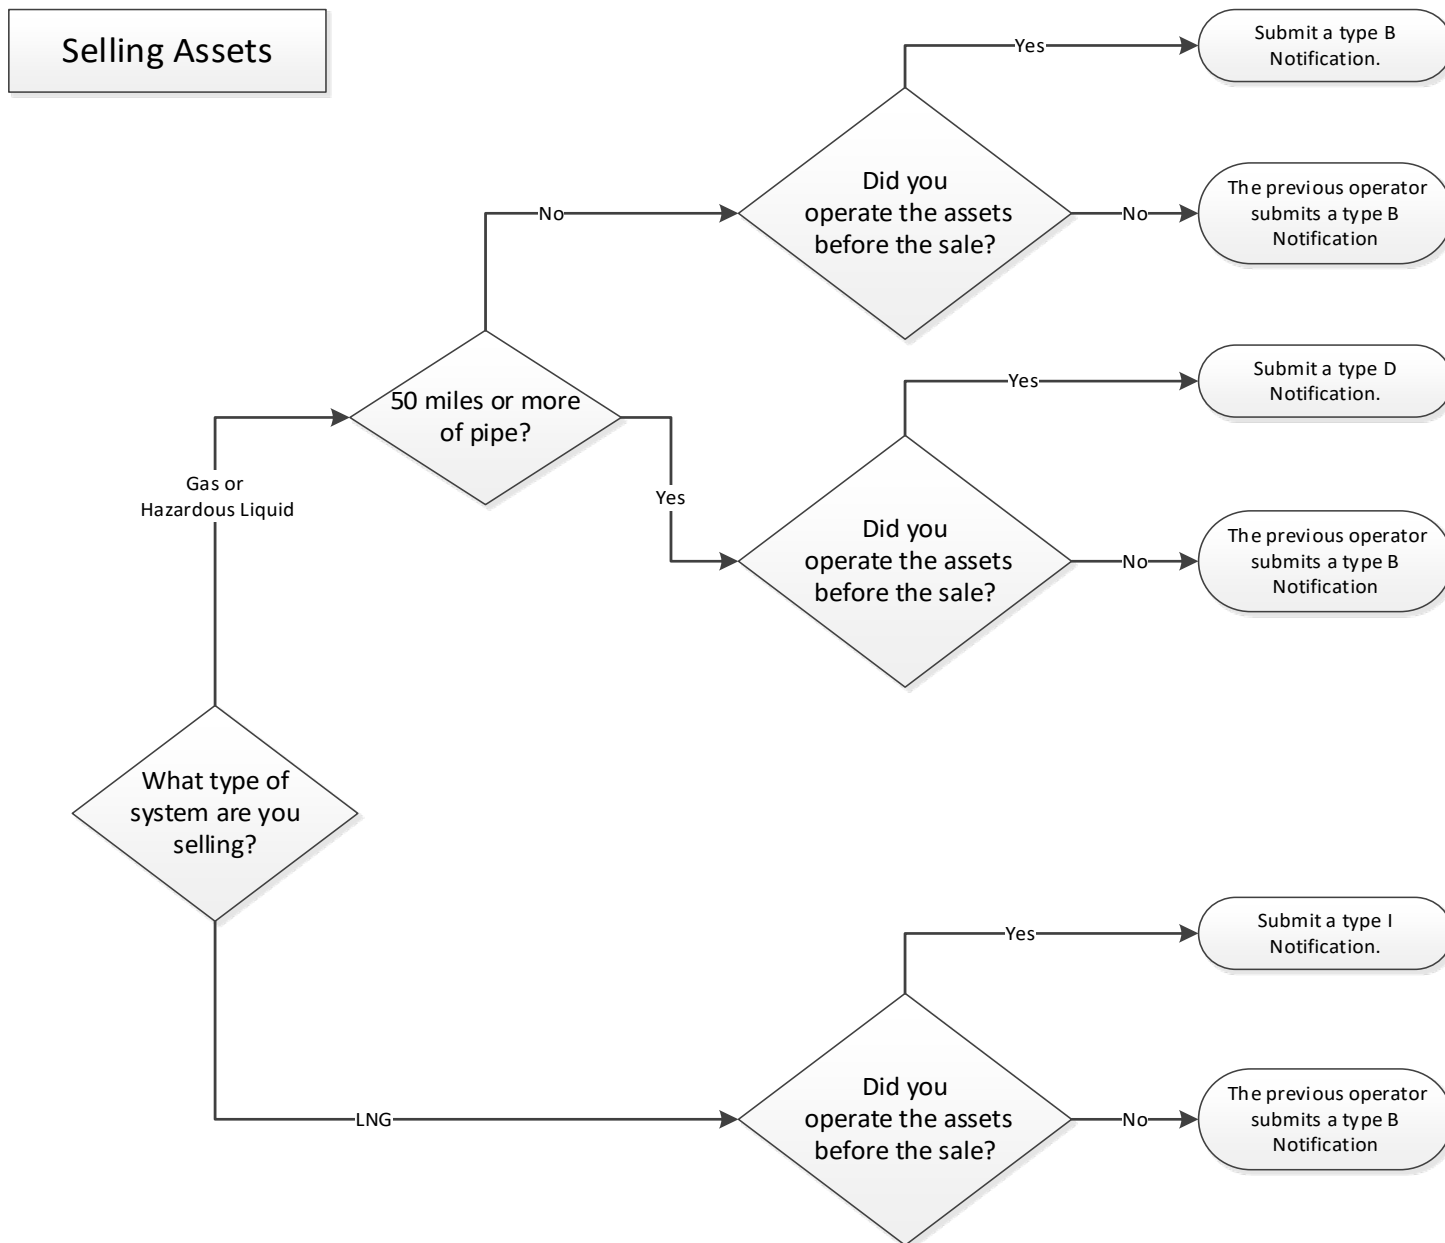 Selling Assets
Yes
Submit a type B
Notification.
Did you
operate the assets
before the sale?
No
The previous operator
submits a type B
Notification
No
50 miles or more
of pipe?
Yes
Submit a type D
Notification.
Yes
Did you
operate the assets
before the sale?
No
The previous operator
submits a type B
Notification
Gas or
Hazardous Liquid
What type of
system are you
selling?
Yes
Submit a type I
Notification.
LNG
Did you
operate the assets
before the sale?
No
The previous operator
submits a type B
Notification